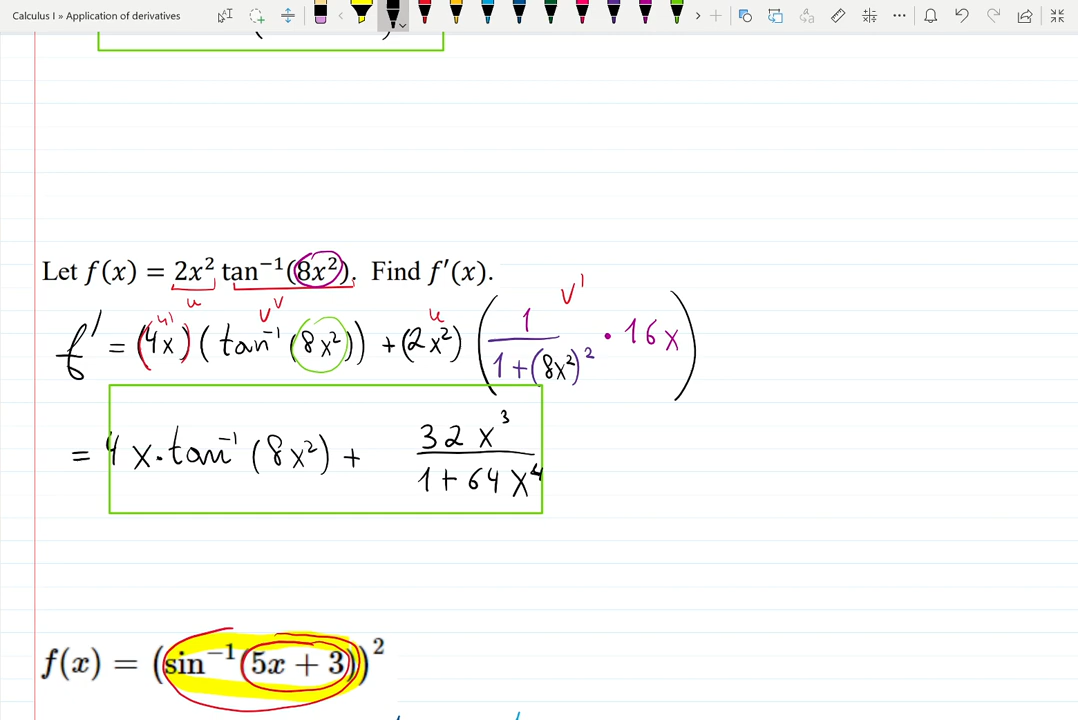 Calculus I » Application of derivatives
Let f(x) = 2x² tan⁻¹(8x²). Find f′(x).
u v v' u
u'
f' = (4x)(tan⁻¹(8x²)) + (2x²)(1/(1+(8x²)²) · 16x)
= 4x·tan⁻¹(8x²) + 32x³/(1+64x⁴)
f(x) = (sin⁻¹(5x + 3))²